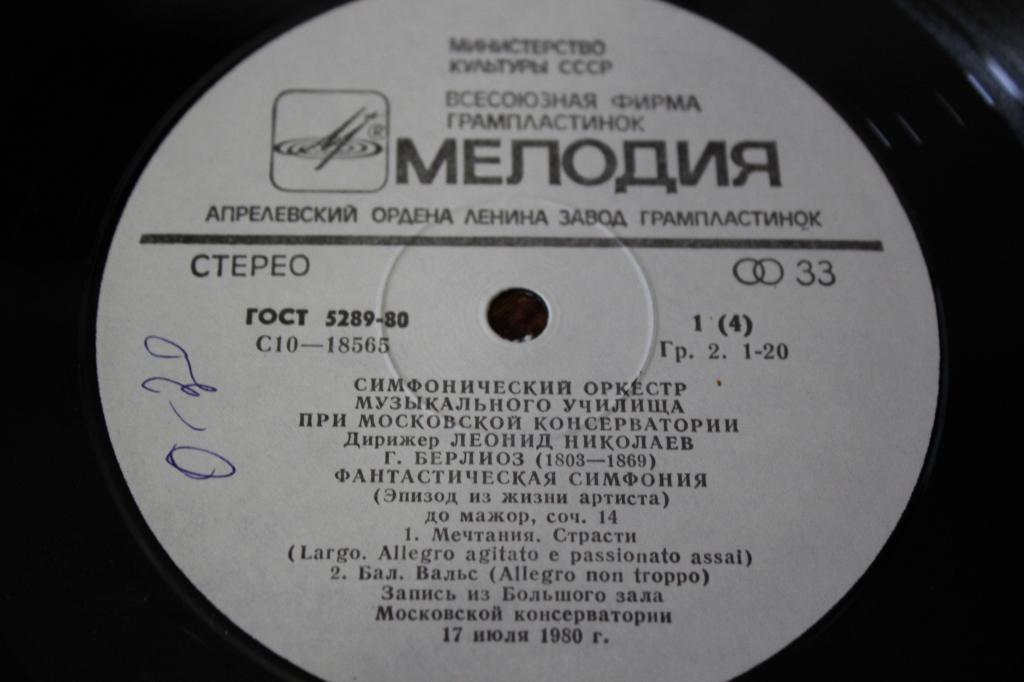 МИНИСТЕРСТВО
КУЛЬТУРЫ СССР
ВСЕСОЮЗНАЯ ФИРМА
ГРАМПЛАСТИНОК
®
МЕЛОДИЯ
АПРЕЛЕВСКИЙ ОРДЕНА ЛЕНИНА ЗАВОД ГРАМПЛАСТИНОК
СТЕРЕО 33
ГОСТ 5289-80 1 (4)
С10—18565 Гр. 2. 1-20
0-50
СИМФОНИЧЕСКИЙ ОРКЕСТР
МУЗЫКАЛЬНОГО УЧИЛИЩА
ПРИ МОСКОВСКОЙ КОНСЕРВАТОРИИ
Дирижер ЛЕОНИД НИКОЛАЕВ
Г. БЕРЛИОЗ (1803—1869)
ФАНТАСТИЧЕСКАЯ СИМФОНИЯ
(Эпизод из жизни артиста)
до мажор, соч. 14
1. Мечтания. Страсти
(Largo. Allegro agitato e passionato assai)
2. Бал. Вальс (Allegro non troppo)
Запись из Большого зала
Московской консерватории
17 июля 1980 г.